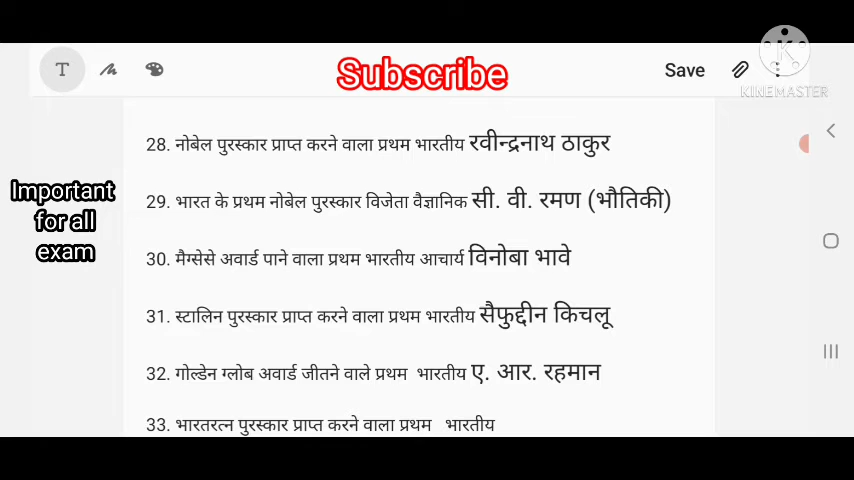 Subscribe
Save
KINEMASTER
Important
for all
exam
28. नोबेल पुरस्कार प्राप्त करने वाला प्रथम भारतीय रवीन्द्रनाथ ठाकुर
29. भारत के प्रथम नोबेल पुरस्कार विजेता वैज्ञानिक सी. वी. रमण (भौतिकी)
30. मैग्सेसे अवार्ड पाने वाला प्रथम भारतीय आचार्य विनोबा भावे
31. स्टालिन पुरस्कार प्राप्त करने वाला प्रथम भारतीय सैफुद्दीन किचलू
32. गोल्डेन ग्लोब अवार्ड जीतने वाले प्रथम भारतीय ए. आर. रहमान
33. भारतरत्न पुरस्कार प्राप्त करने वाला प्रथम भारतीय